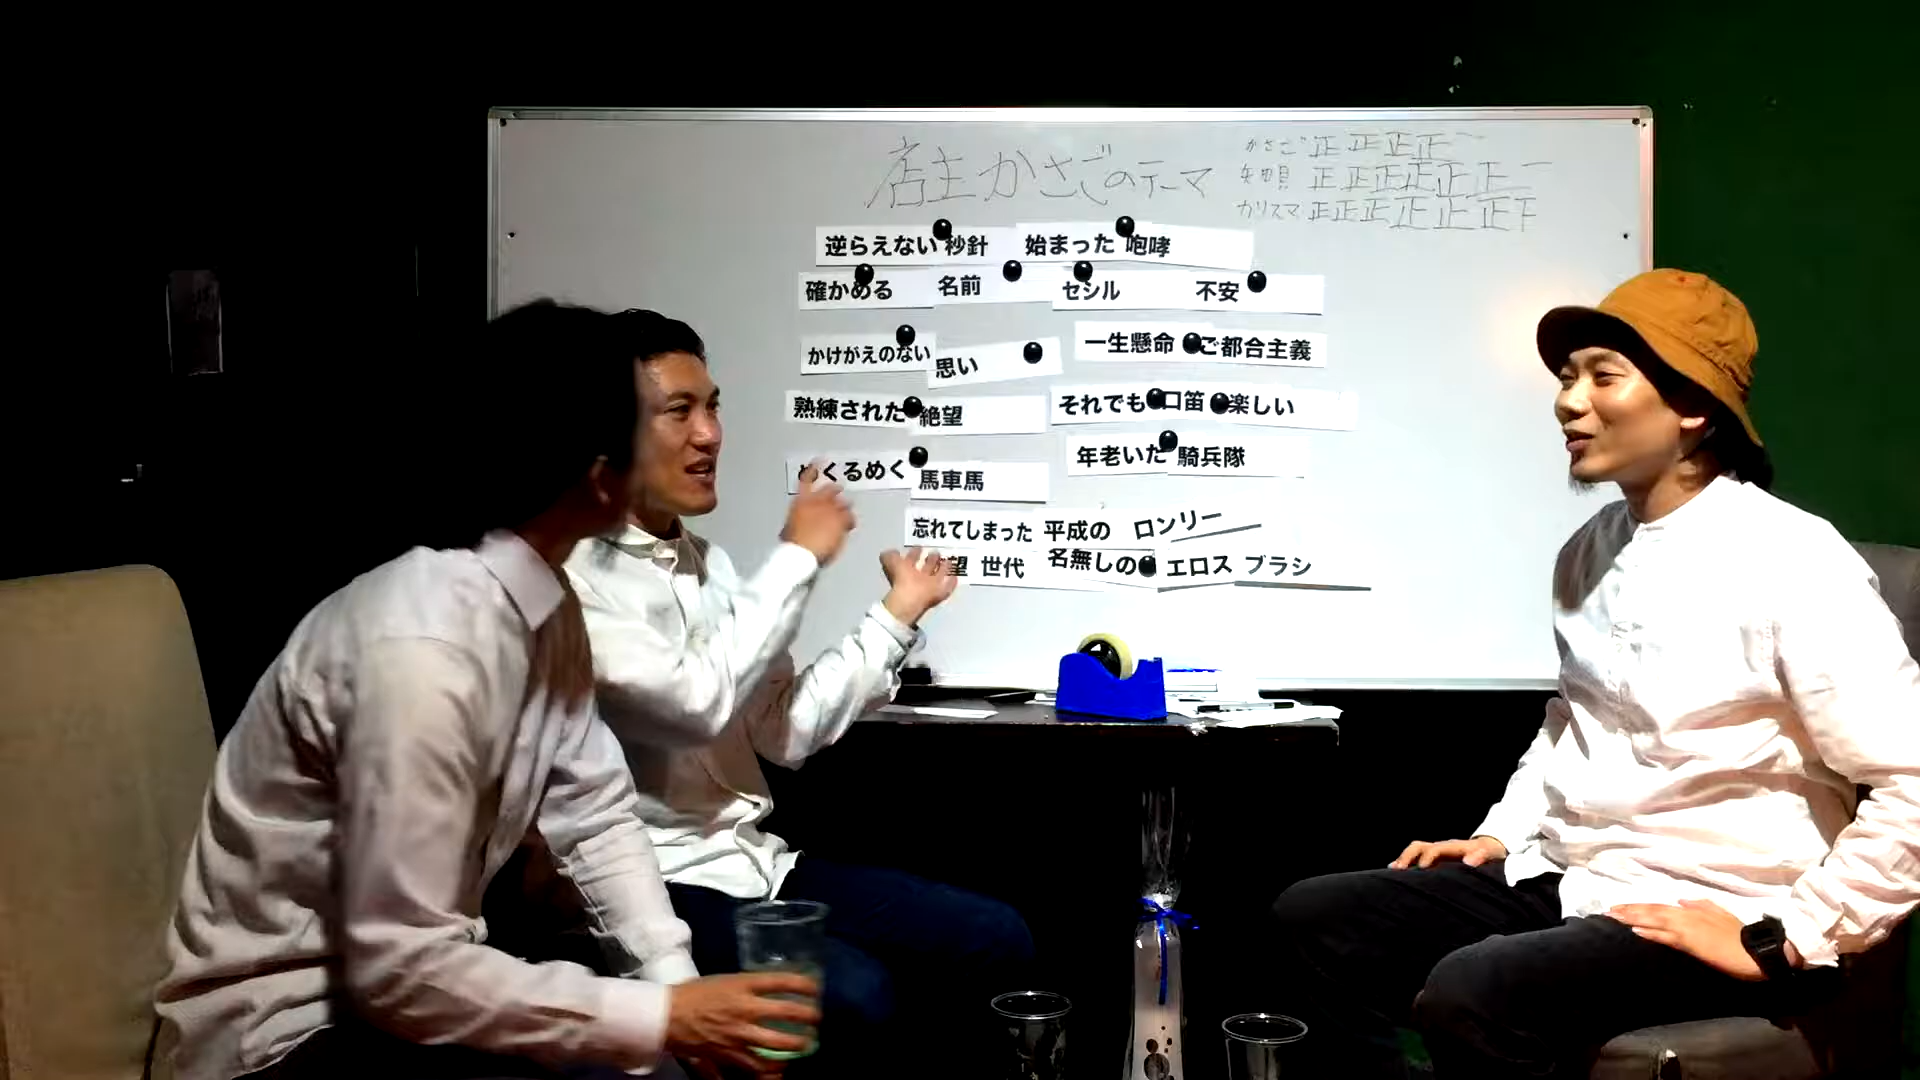 店主かさごのテーマ
かさご 正正正正一
矢田貝 正正正正正正一
カリスマ 正正正正正正下
逆らえない 秒針 始まった 咆哮
確かめる 名前 セシル 不安
かけがえのない 思い 一生懸命 ご都合主義
熟練された 絶望 それでも 口笛 楽しい
めくるめく 馬車馬 年老いた 騎兵隊
忘れてしまった 平成の ロンリー
望 世代 名無しの エロス ブラシ